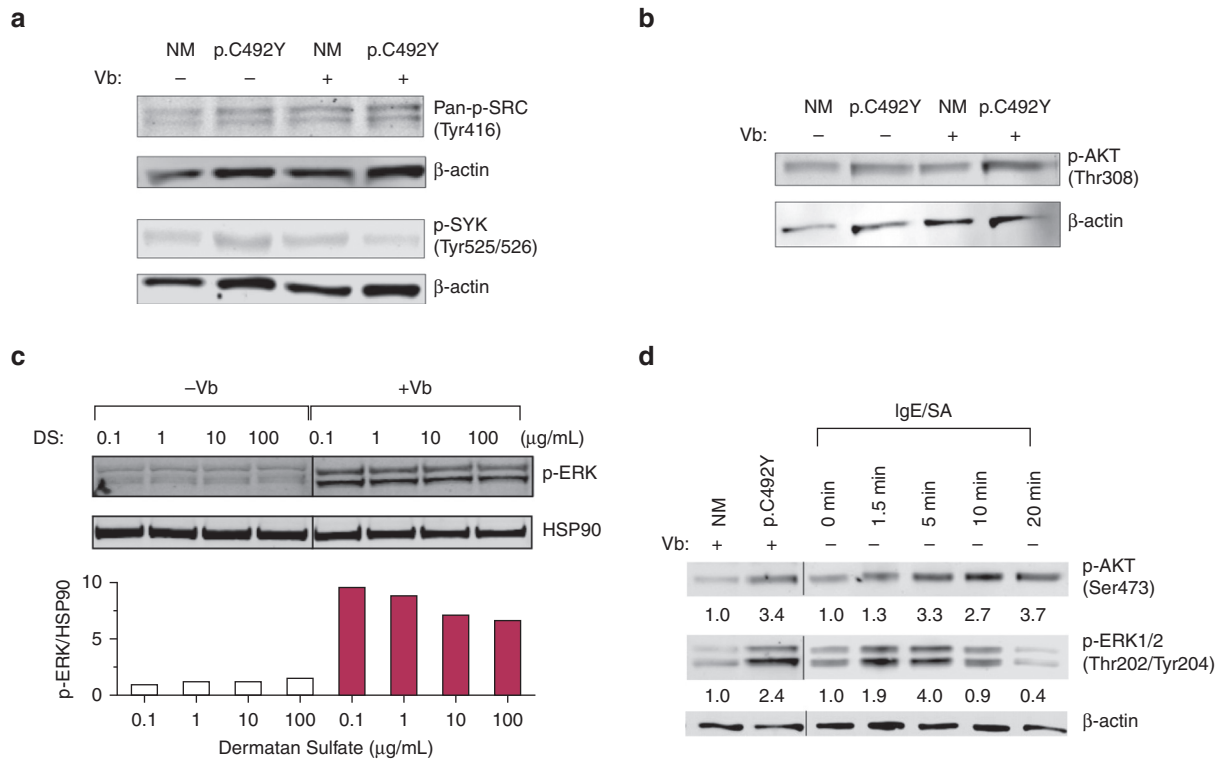 a
NM p.C492Y NM p.C492Y
Vb: – – + +
Pan-p-SRC
(Tyr416)
β-actin
p-SYK
(Tyr525/526)
β-actin
b
NM p.C492Y NM p.C492Y
Vb: – – + +
p-AKT
(Thr308)
β-actin
c
–Vb +Vb
DS: 0.1 1 10 100 0.1 1 10 100 (μg/mL)
p-ERK
HSP90
p-ERK/HSP90
10
5
0
0.1 1 10 100 0.1 1 10 100
Dermatan Sulfate (μg/mL)
d
IgE/SA
NM p.C492Y 0 min 1.5 min 5 min 10 min 20 min
Vb: + + – – – – –
p-AKT
(Ser473)
1.0 3.4 1.0 1.3 3.3 2.7 3.7
p-ERK1/2
(Thr202/Tyr204)
1.0 2.4 1.0 1.9 4.0 0.9 0.4
β-actin